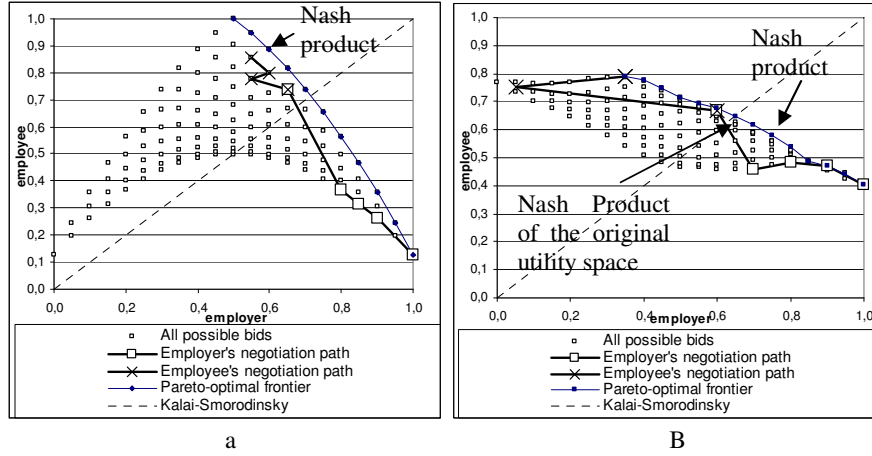 1,0
0,9
0,8
0,7
0,6
0,5
0,4
0,3
0,2
0,1
0,0
employee
0,0 0,2 0,4 0,6 0,8 1,0
employer
Nash
product
All possible bids
Employer's negotiation path
Employee's negotiation path
Pareto-optimal frontier
Kalai-Smorodinsky
a
1,0
0,9
0,8
0,7
0,6
0,5
0,4
0,3
0,2
0,1
0,0
employee
0,0 0,2 0,4 0,6 0,8 1,0
employer
Nash
product
Nash Product
of the original
utility space
All possible bids
Employer's negotiation path
Employee's negotiation path
Pareto-optimal frontier
Kalai-Smorodinsky
B